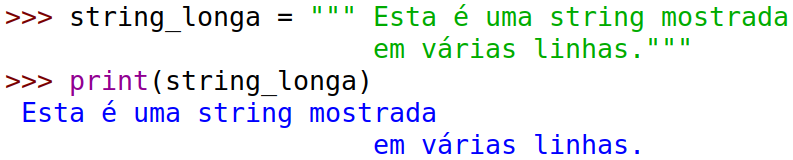 >>> string_longa = """ Esta é uma string mostrada
                       em várias linhas."""
>>> print(string_longa)
 Esta é uma string mostrada
                       em várias linhas.